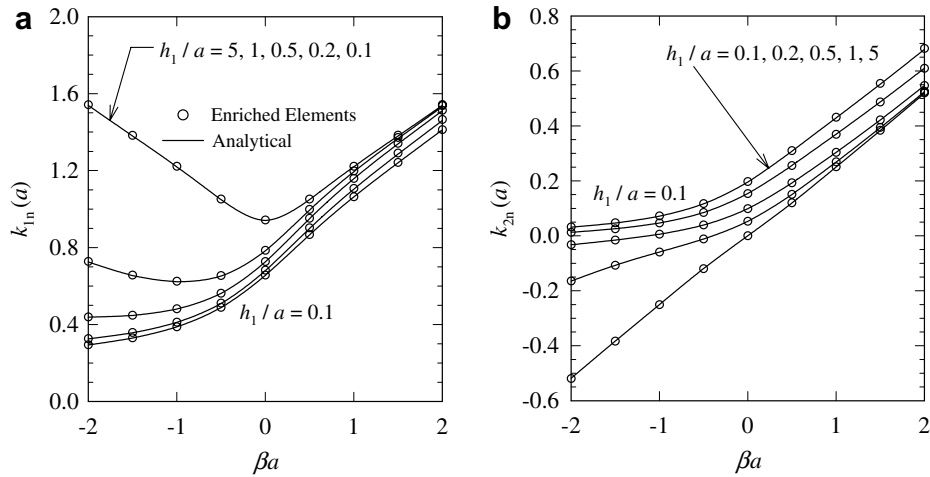 a
2.0
1.6
1.2
0.8
0.4
0.0
k1n(a)
h1 / a = 5, 1, 0.5, 0.2, 0.1
Enriched Elements
Analytical
h1 / a = 0.1
-2 -1 0 1 2
βa
b
0.8
0.6
0.4
0.2
0.0
-0.2
-0.4
-0.6
k2n(a)
h1 / a = 0.1, 0.2, 0.5, 1, 5
h1 / a = 0.1
-2 -1 0 1 2
βa